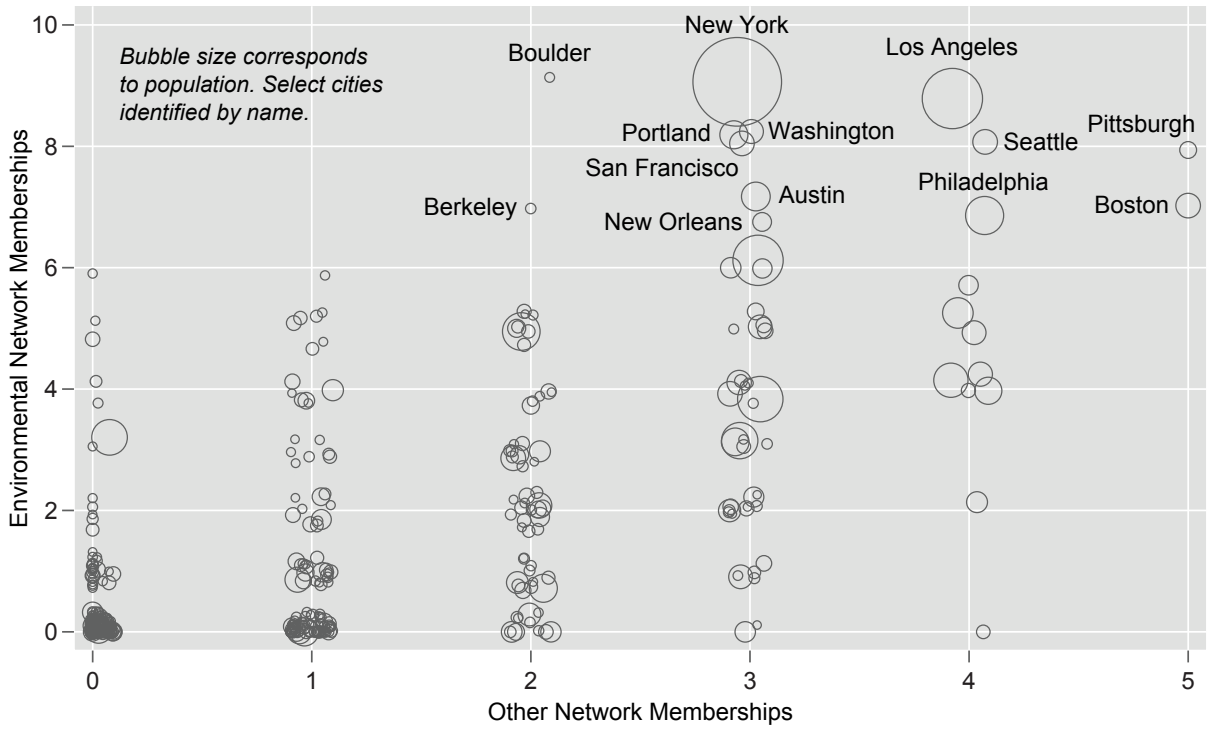 10
New York
Boulder
Los Angeles
Bubble size corresponds
to population. Select cities
identified by name.
Portland
Washington
Pittsburgh
8
Seattle
San Francisco
Philadelphia
Austin
Berkeley
Boston
New Orleans
6
4
2
0
Environmental Network Memberships
0 1 2 3 4 5
Other Network Memberships